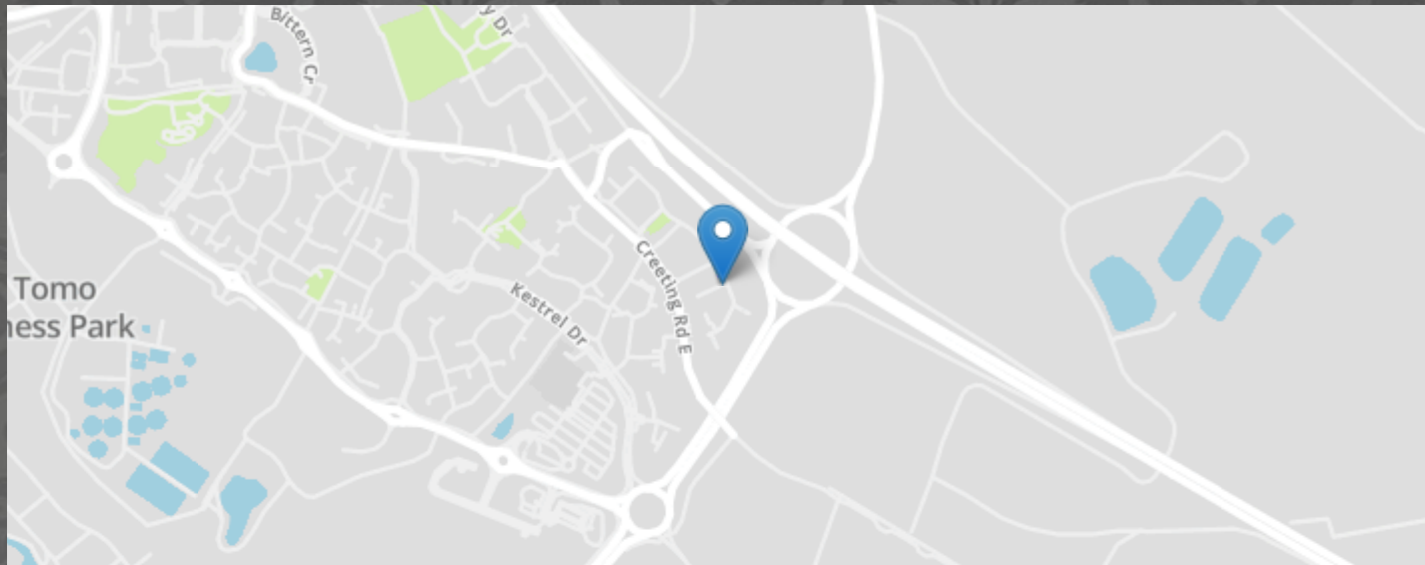 Bittern Cr
y Dr
Creeting Rd E
Kestrel Dr
Tomo
ness Park